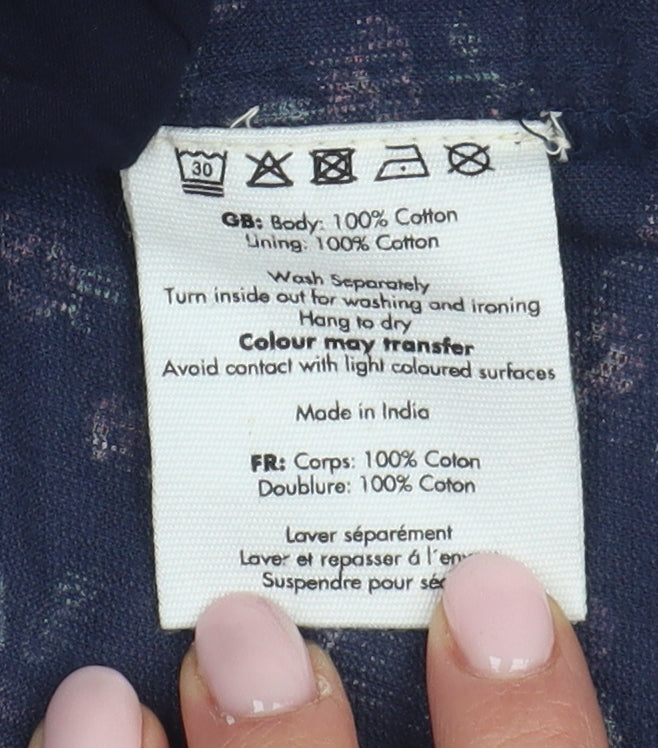 30
GB: Body: 100% Cotton
Lining: 100% Cotton
Wash Separately
Turn inside out for washing and ironing
Hang to dry
Colour may transfer
Avoid contact with light coloured surfaces
Made in India
FR: Corps: 100% Coton
Doublure: 100% Coton
Laver séparément
Laver et repasser á
Suspendre pour